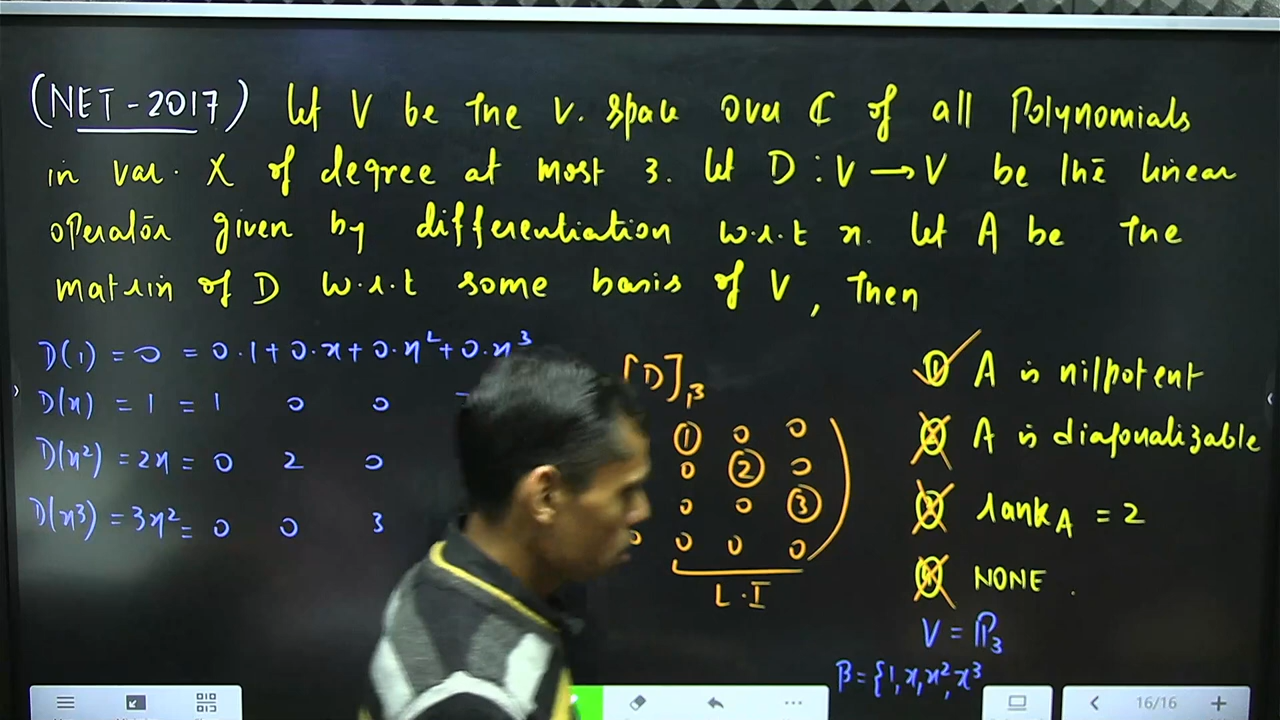 (NET-2017) let V be the v. space over ℂ of all Polynomials
in var. X of degree at most 3. let D : V → V be the linear
operator given by differentiation w.r.t x. let A be the
matrix of D w.r.t some basis of V, Then
D(1) = 0 = 0·1 + 0·x + 0·x² + 0·x³
D(x) = 1 = 1 0 0
D(x²) = 2x = 0 2 0
D(x³) = 3x² = 0 0 3
[D]β
1 0 0
0 2 0
0 0 3
0 0 0 0
L.I
A is nilpotent
A is diagonalizable
rank A = 2
NONE.
V = ℙ₃
β = {1, x, x², x³
16/16